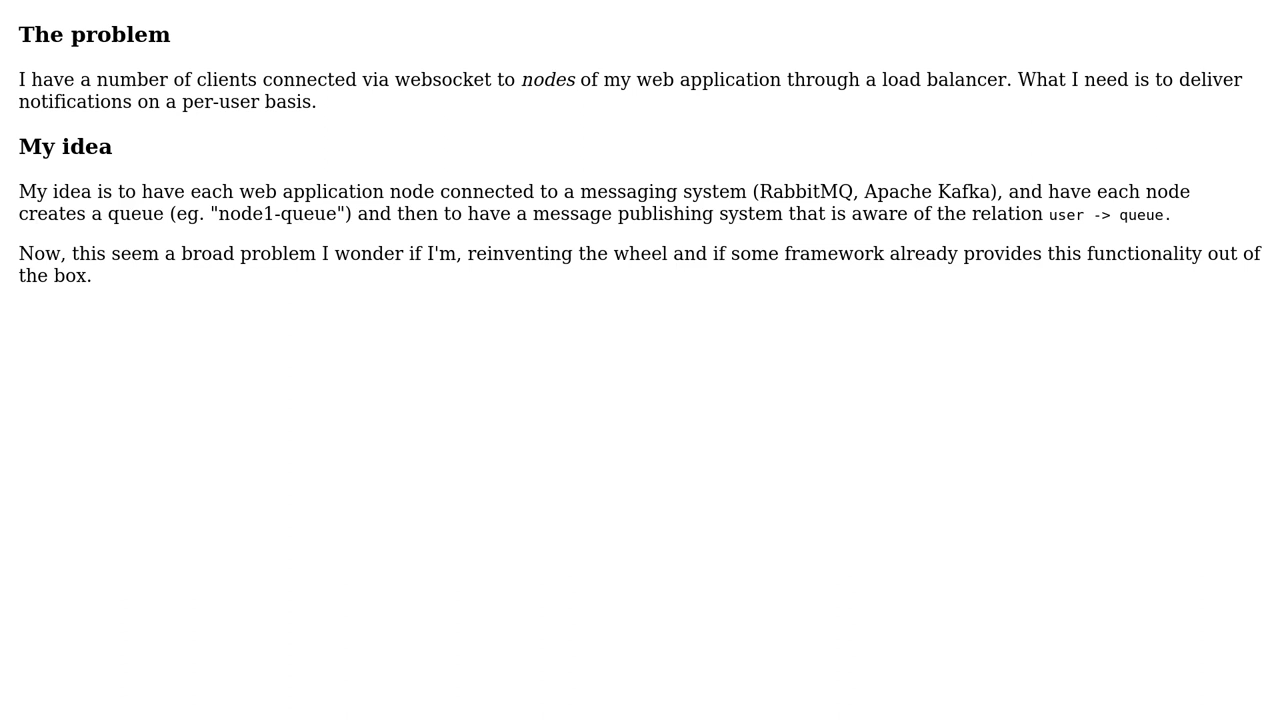 The problem
I have a number of clients connected via websocket to nodes of my web application through a load balancer. What I need is to deliver
notifications on a per-user basis.
My idea
My idea is to have each web application node connected to a messaging system (RabbitMQ, Apache Kafka), and have each node
creates a queue (eg. "node1-queue") and then to have a message publishing system that is aware of the relation user -> queue.
Now, this seem a broad problem I wonder if I'm, reinventing the wheel and if some framework already provides this functionality out of
the box.